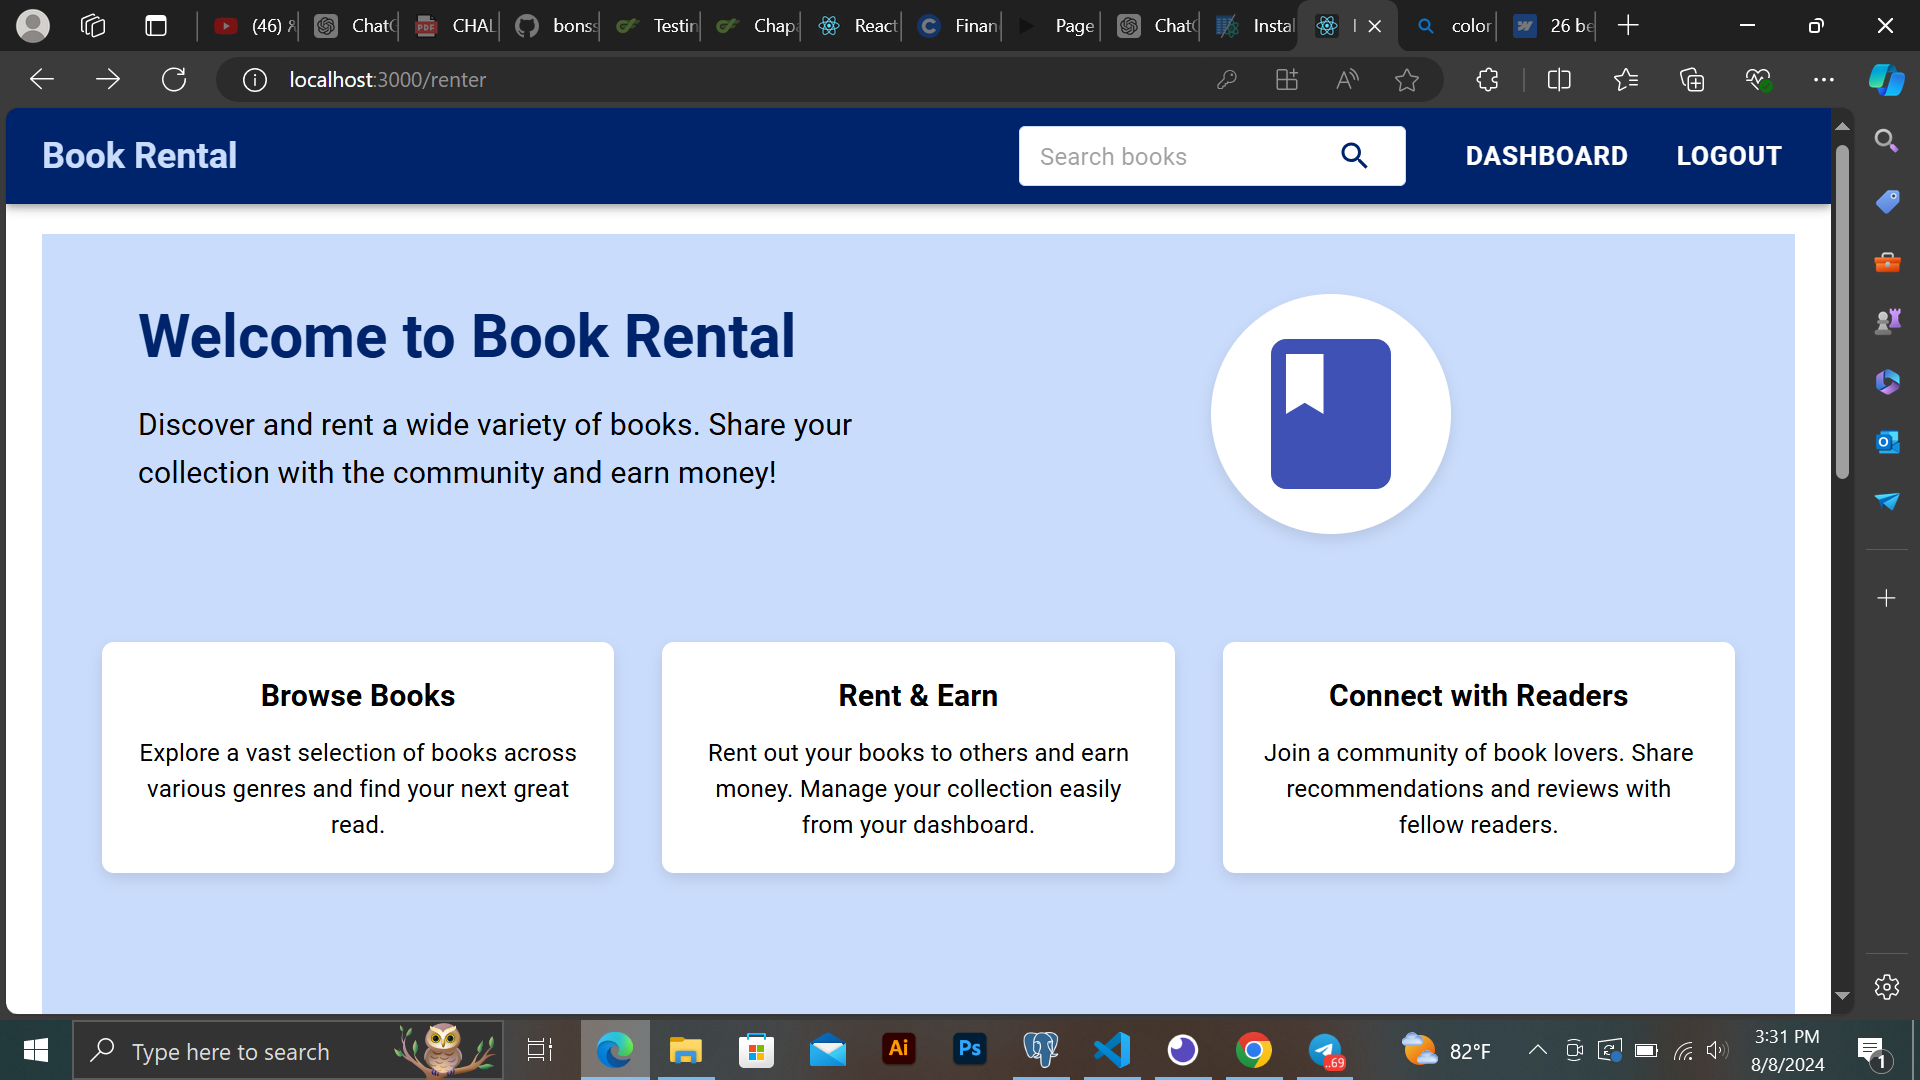 (46)
Chat
CHAL
bons
Testin
Chap
React
Finan
Page
Chat
Instal
color
26 be
localhost:3000/renter
Book Rental
Search books
DASHBOARD
LOGOUT
Welcome to Book Rental
Discover and rent a wide variety of books. Share your
collection with the community and earn money!
Browse Books
Explore a vast selection of books across
various genres and find your next great
read.
Rent & Earn
Rent out your books to others and earn
money. Manage your collection easily
from your dashboard.
Connect with Readers
Join a community of book lovers. Share
recommendations and reviews with
fellow readers.
Type here to search
Ai
Ps
..69
82°F
3:31 PM
8/8/2024
1